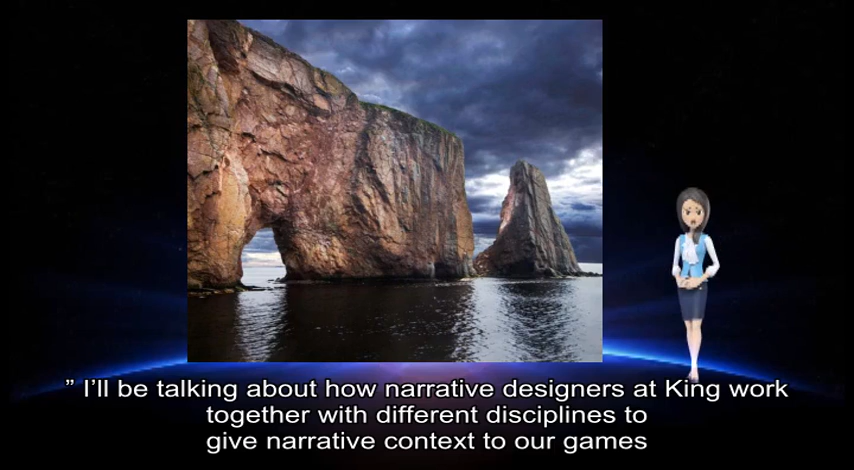 ” I’ll be talking about how narrative designers at King work
together with different disciplines to
give narrative context to our games